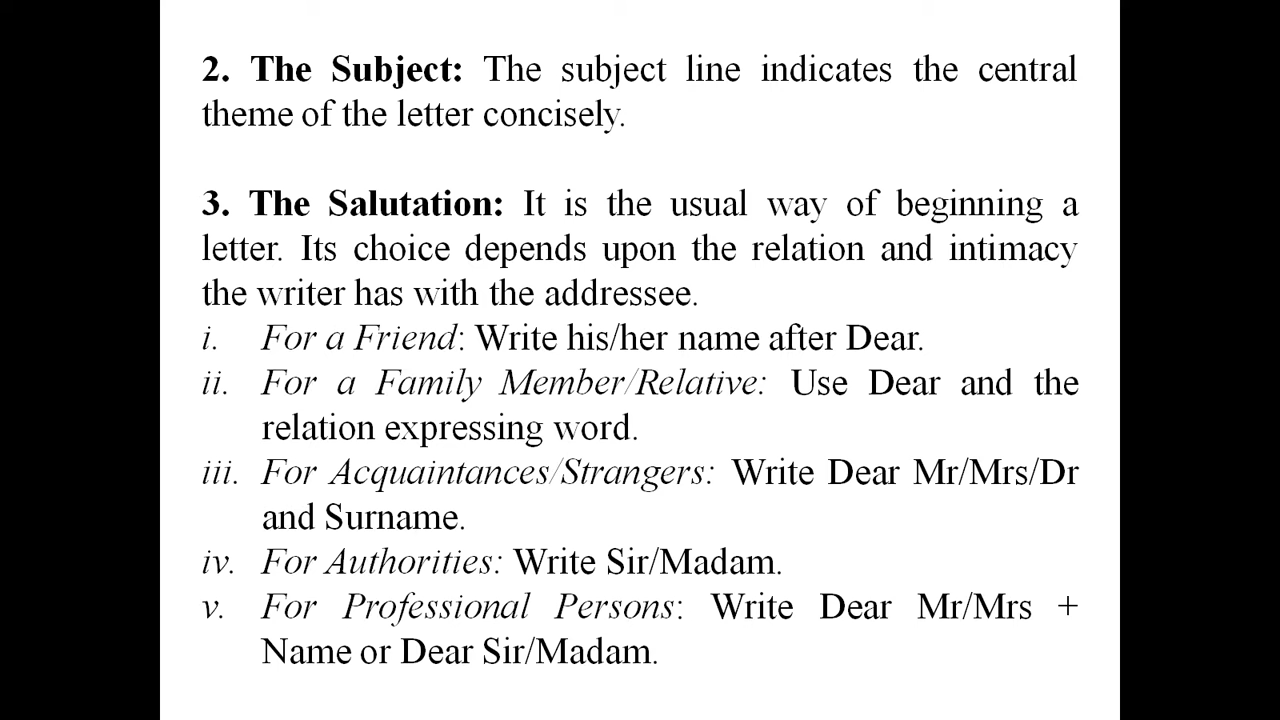 2. The Subject: The subject line indicates the central
theme of the letter concisely.
3. The Salutation: It is the usual way of beginning a
letter. Its choice depends upon the relation and intimacy
the writer has with the addressee.
i. For a Friend: Write his/her name after Dear.
ii. For a Family Member/Relative: Use Dear and the
relation expressing word.
iii. For Acquaintances/Strangers: Write Dear Mr/Mrs/Dr
and Surname.
iv. For Authorities: Write Sir/Madam.
v. For Professional Persons: Write Dear Mr/Mrs +
Name or Dear Sir/Madam.